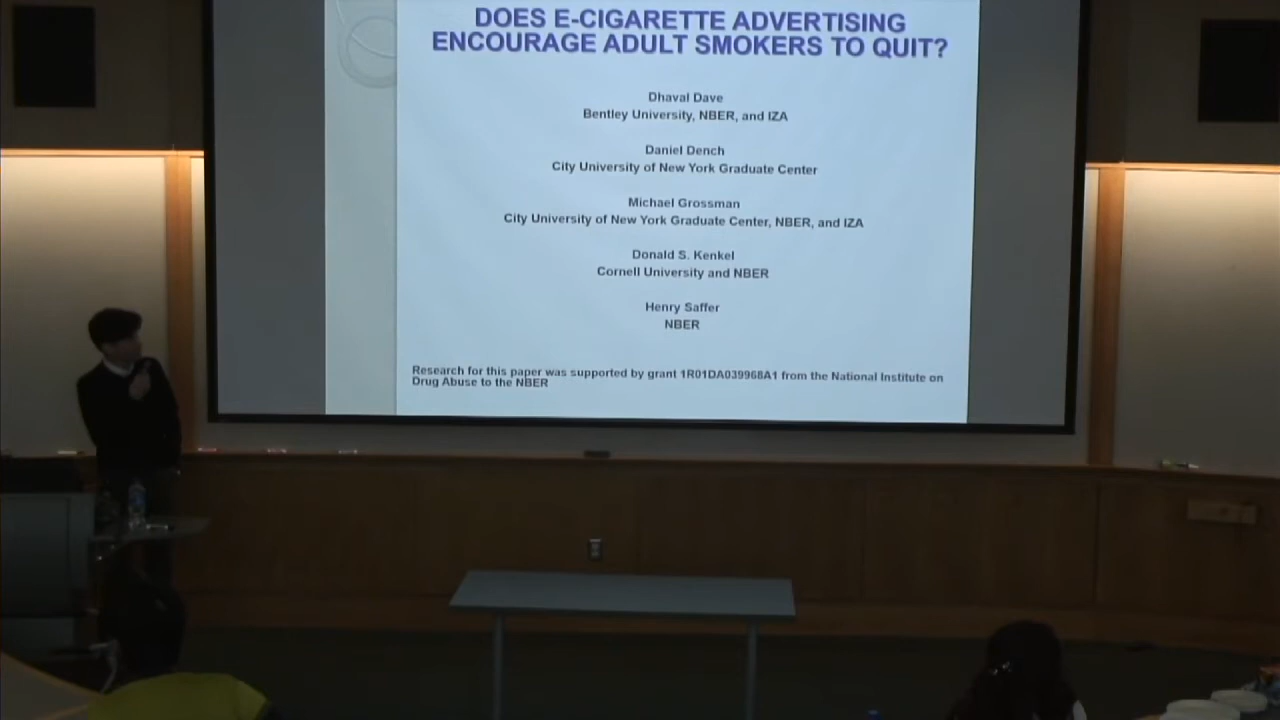 DOES E-CIGARETTE ADVERTISING
ENCOURAGE ADULT SMOKERS TO QUIT?
Dhaval Dave
Bentley University, NBER, and IZA
Daniel Dench
City University of New York Graduate Center
Michael Grossman
City University of New York Graduate Center, NBER, and IZA
Donald S. Kenkel
Cornell University and NBER
Henry Saffer
NBER
Research for this paper was supported by grant 1R01DA039968A1 from the National Institute on
Drug Abuse to the NBER